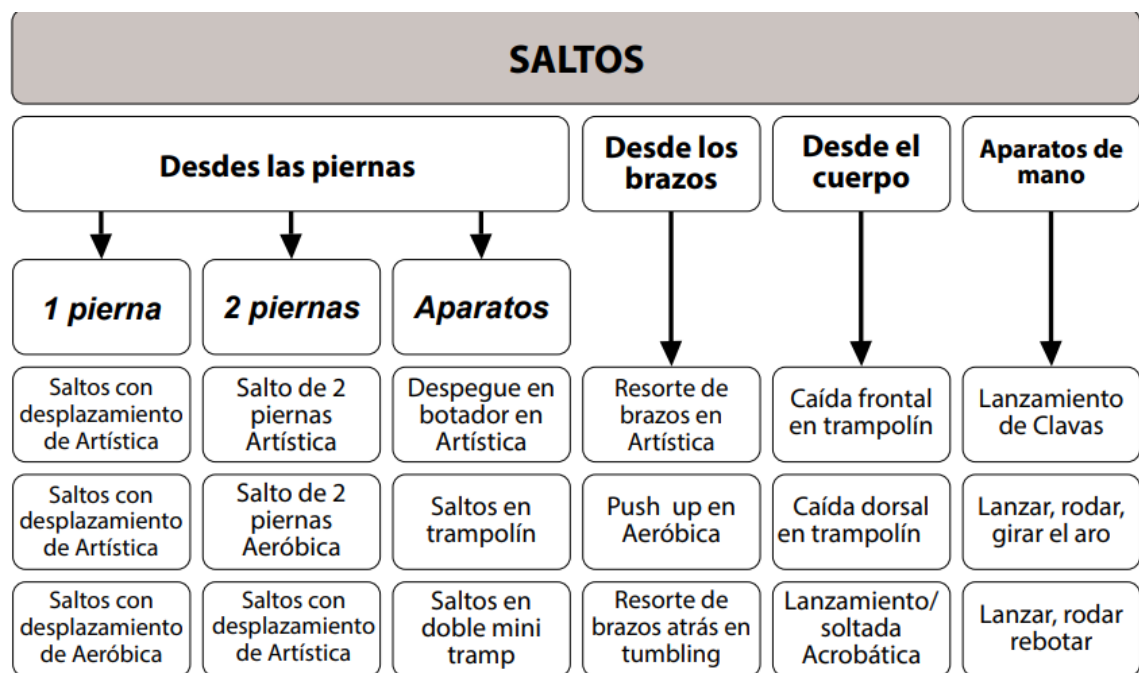 SALTOS
Desdes las piernas
Desde los
brazos
Desde el
cuerpo
Aparatos de
mano
1 pierna
2 piernas
Aparatos
Saltos con
desplazamiento
de Artística
Salto de 2
piernas
Artística
Despegue en
botador en
Artística
Resorte de
brazos en
Artística
Caída frontal
en trampolín
Lanzamiento
de Clavas
Saltos con
desplazamiento
de Artística
Salto de 2
piernas
Aeróbica
Saltos en
trampolín
Push up en
Aeróbica
Caída dorsal
en trampolín
Lanzar, rodar,
girar el aro
Saltos con
desplazamiento
de Aeróbica
Saltos con
desplazamiento
de Artística
Saltos en
doble mini
tramp
Resorte de
brazos atrás en
tumbling
Lanzamiento/
soltada
Acrobática
Lanzar, rodar
rebotar